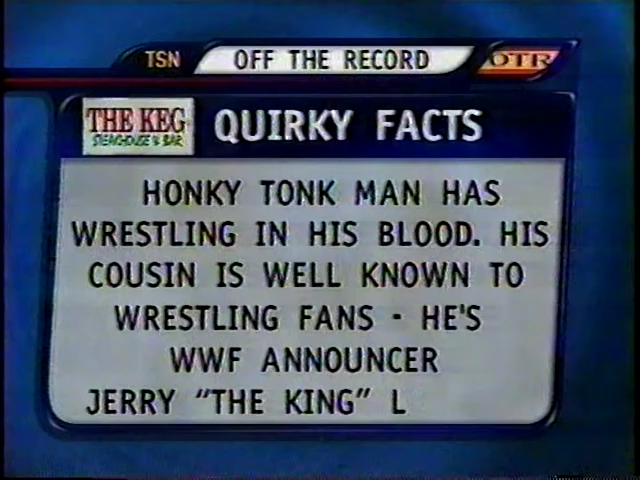 TSN OFF THE RECORD OTR
THE KEG
STEAKHOUSE & BAR
QUIRKY FACTS
HONKY TONK MAN HAS
WRESTLING IN HIS BLOOD. HIS
COUSIN IS WELL KNOWN TO
WRESTLING FANS - HE'S
WWF ANNOUNCER
JERRY “THE KING” L